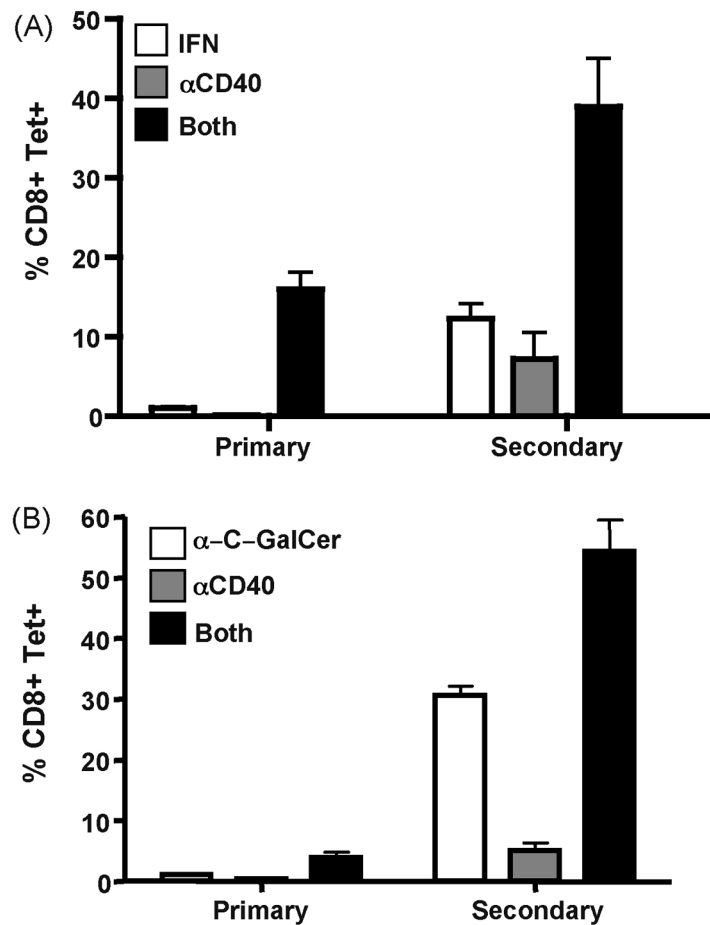 (A)
50
40
30
20
10
0
% CD8+ Tet+
IFN
αCD40
Both
Primary
Secondary
(B)
60
50
40
30
20
10
0
% CD8+ Tet+
α–C–GalCer
αCD40
Both
Primary
Secondary